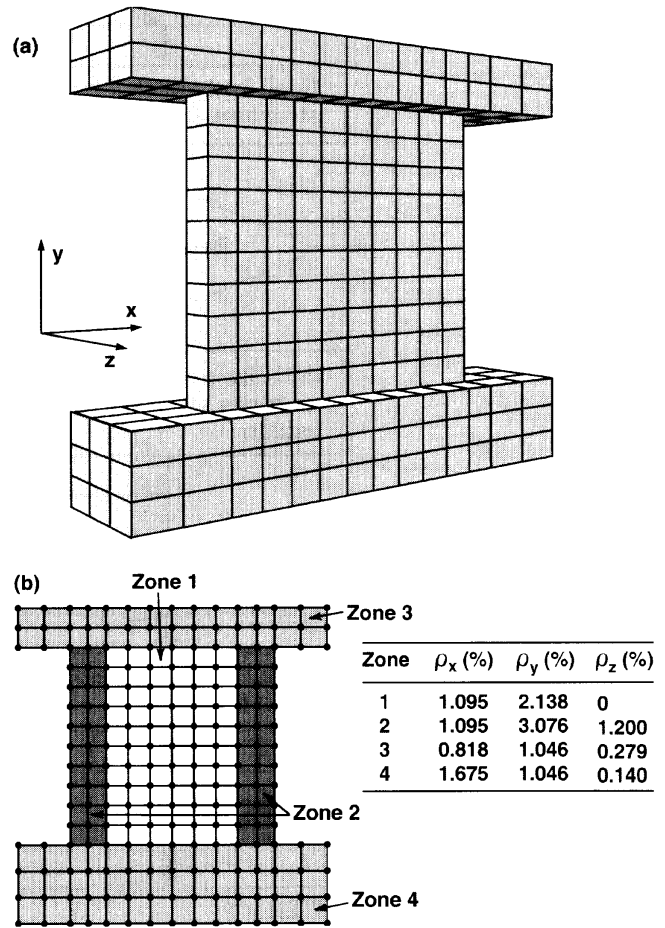 (a)
y
x
z
(b)
Zone 1
Zone 3
Zone 2
Zone 4
Zone ρx (%) ρy (%) ρz (%)
1 1.095 2.138 0
2 1.095 3.076 1.200
3 0.818 1.046 0.279
4 1.675 1.046 0.140